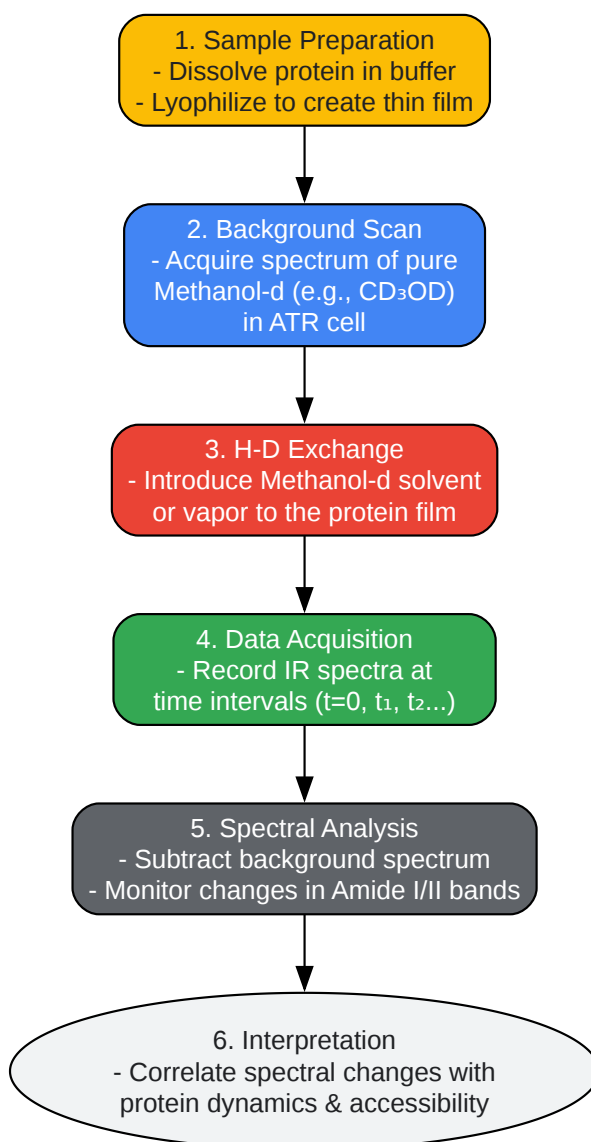 1. Sample Preparation
- Dissolve protein in buffer
- Lyophilize to create thin film
2. Background Scan
- Acquire spectrum of pure
Methanol-d (e.g., CD₃OD)
in ATR cell
3. H-D Exchange
- Introduce Methanol-d solvent
or vapor to the protein film
4. Data Acquisition
- Record IR spectra at
time intervals (t=0, t₁, t₂...)
5. Spectral Analysis
- Subtract background spectrum
- Monitor changes in Amide I/II bands
6. Interpretation
- Correlate spectral changes with
protein dynamics & accessibility